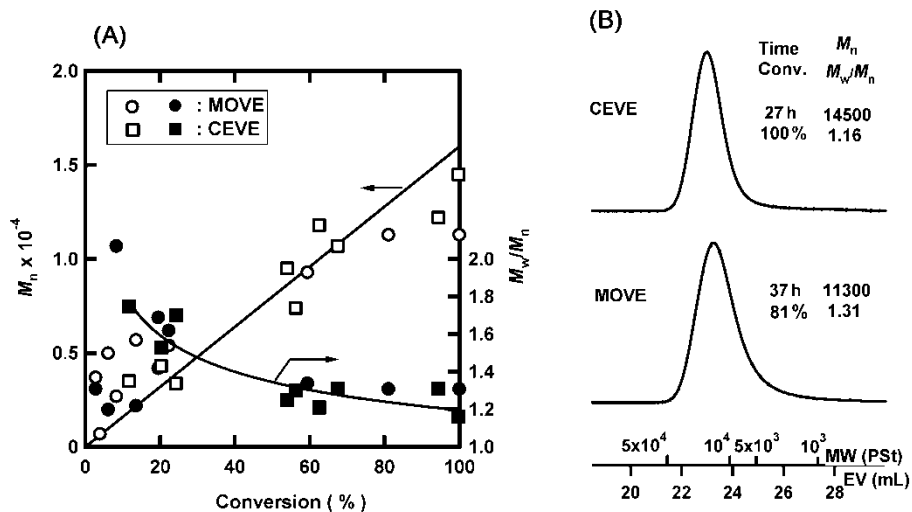 (A)
2.0
1.5
1.0
0.5
0
Mn x 10-4
: MOVE
: CEVE
2.0
1.8
1.6
1.4
1.2
1.0
Mw/Mn
0 20 40 60 80 100
Conversion ( % )
(B)
Time Mn
Conv. Mw/Mn
CEVE
27 h 14500
100 % 1.16
MOVE
37 h 11300
81 % 1.31
5x10⁴ 10⁴ 5x10³ 10³
MW (PSt)
EV (mL)
20 22 24 26 28